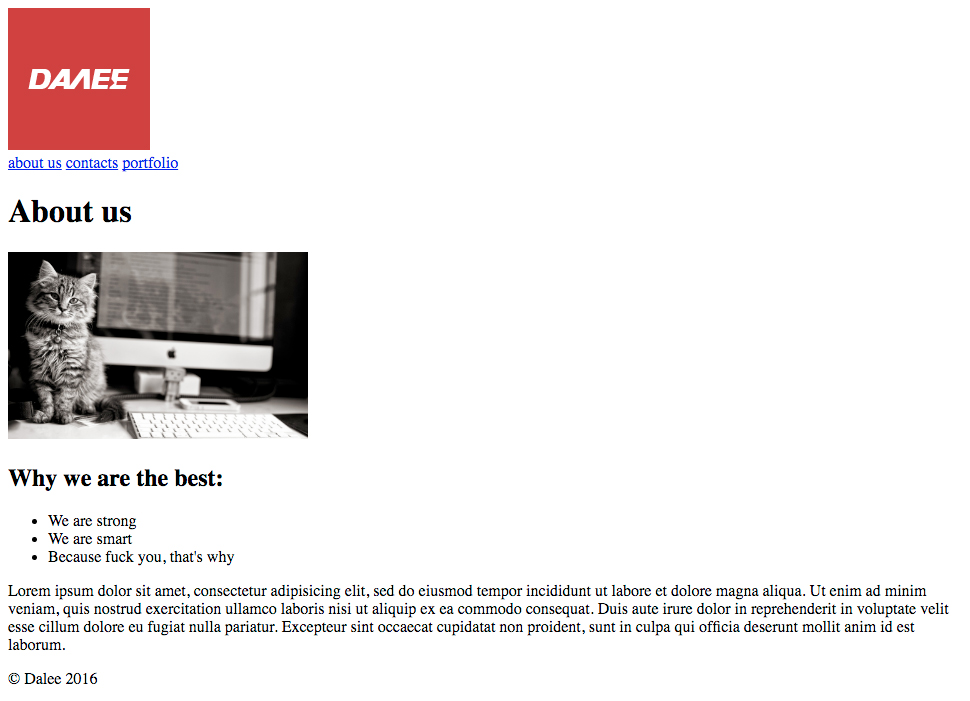 DALEE
about us contacts portfolio
About us
Why we are the best:
We are strong
We are smart
Because fuck you, that's why
Lorem ipsum dolor sit amet, consectetur adipisicing elit, sed do eiusmod tempor incididunt ut labore et dolore magna aliqua. Ut enim ad minim
veniam, quis nostrud exercitation ullamco laboris nisi ut aliquip ex ea commodo consequat. Duis aute irure dolor in reprehenderit in voluptate velit
esse cillum dolore eu fugiat nulla pariatur. Excepteur sint occaecat cupidatat non proident, sunt in culpa qui officia deserunt mollit anim id est
laborum.
© Dalee 2016